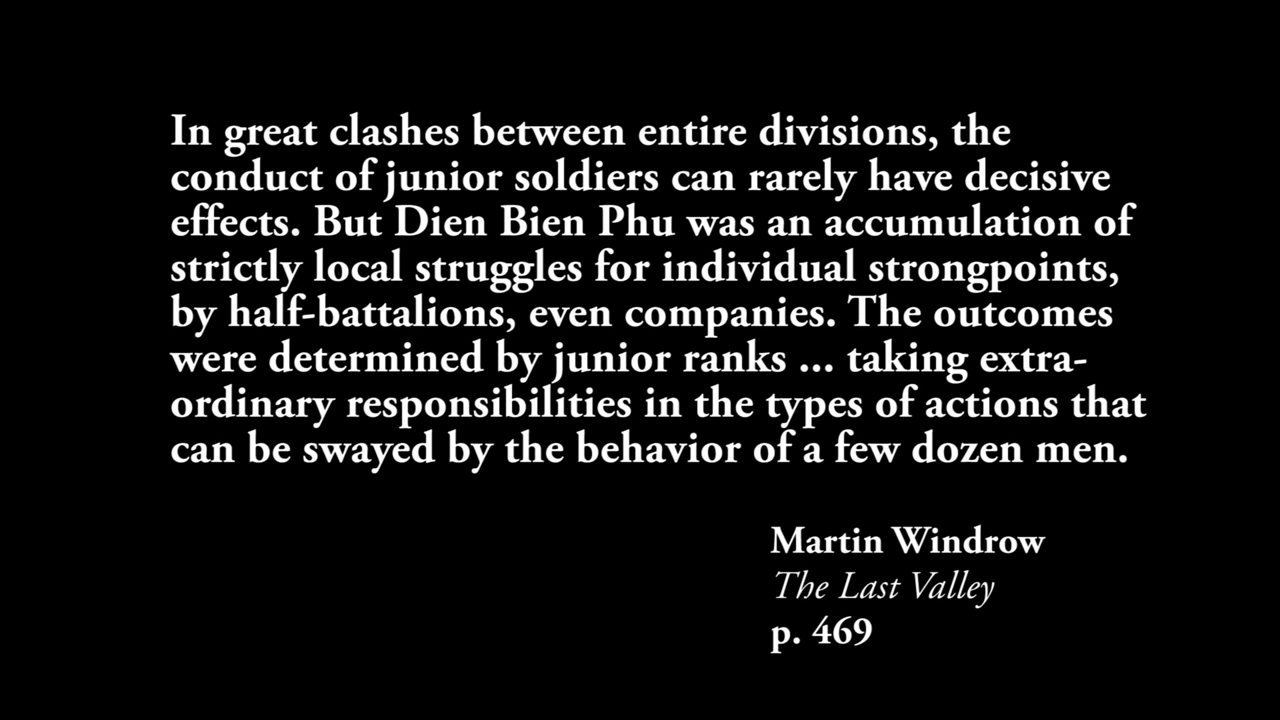 In great clashes between entire divisions, the
conduct of junior soldiers can rarely have decisive
effects. But Dien Bien Phu was an accumulation of
strictly local struggles for individual strongpoints,
by half-battalions, even companies. The outcomes
were determined by junior ranks ... taking extra-
ordinary responsibilities in the types of actions that
can be swayed by the behavior of a few dozen men.
Martin Windrow
The Last Valley
p. 469